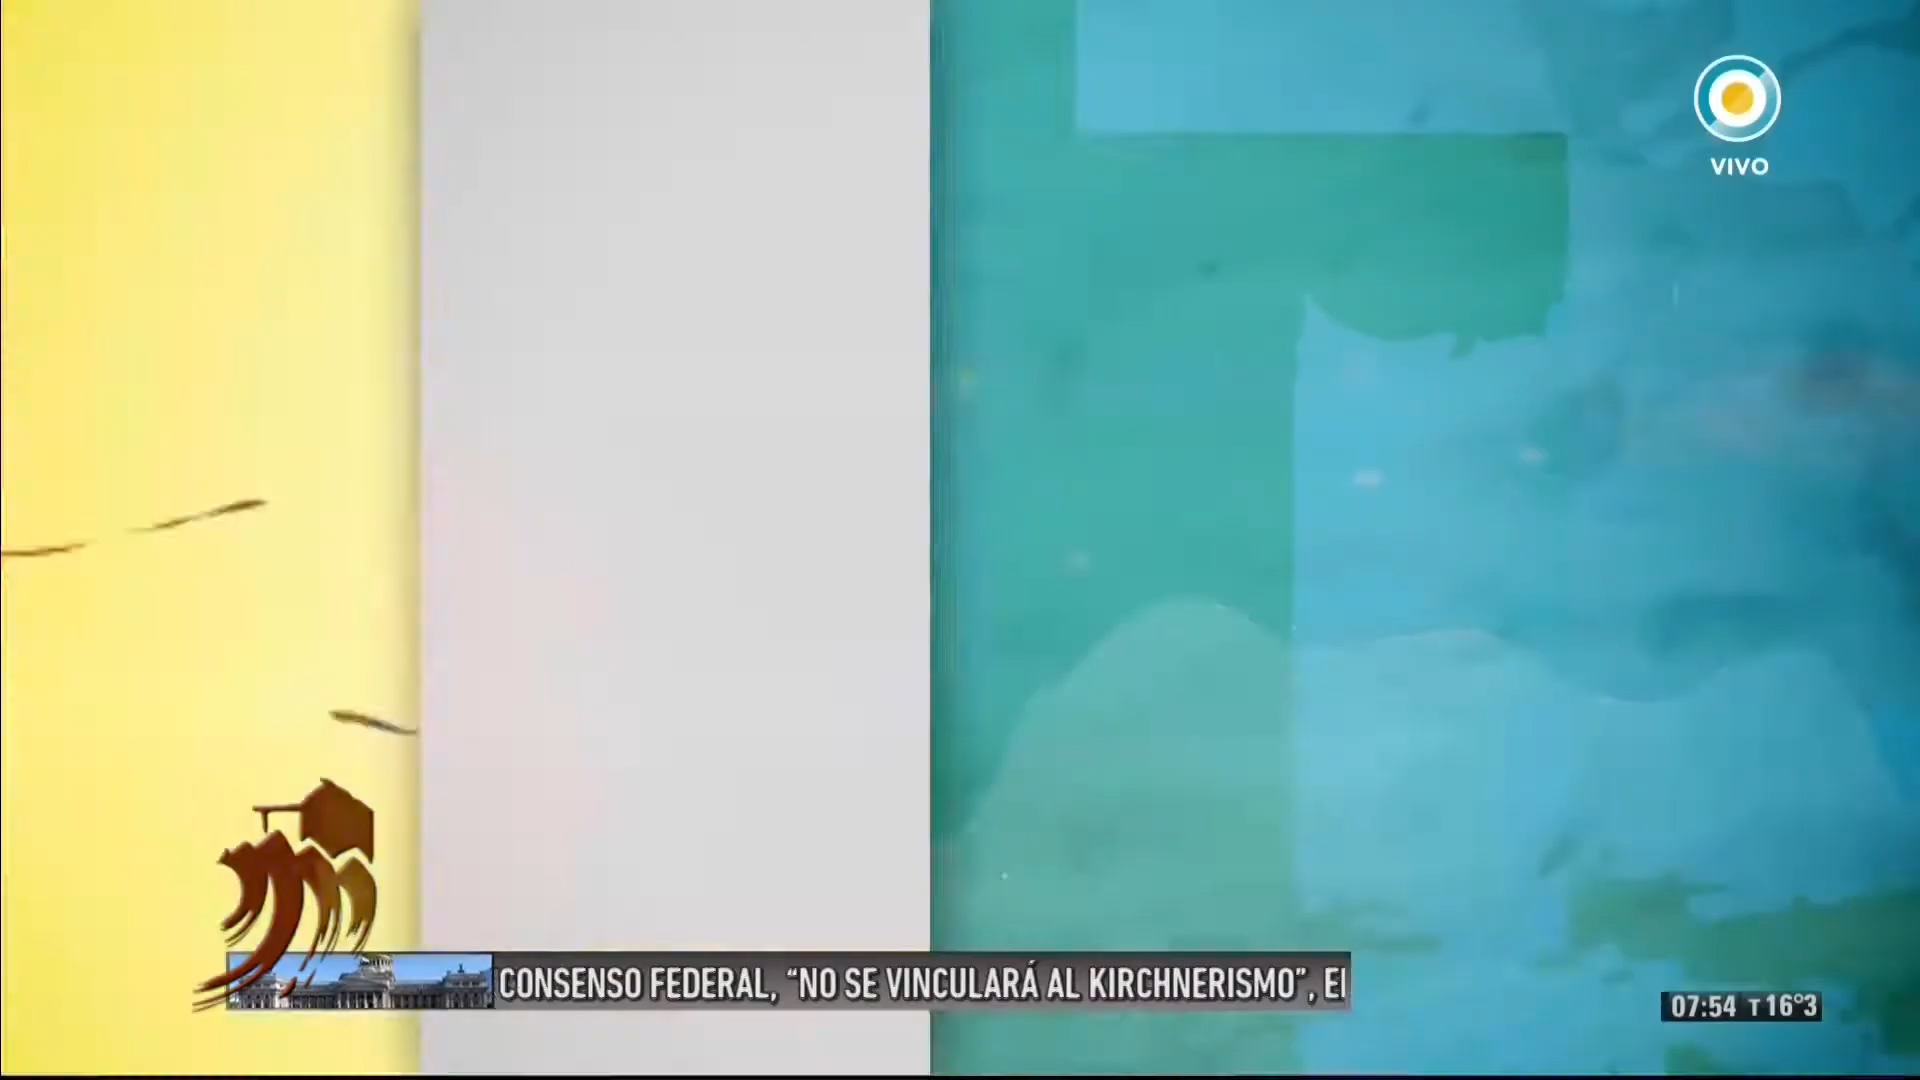 VIVO
CONSENSO FEDERAL, “NO SE VINCULARÁ AL KIRCHNERISMO”,
07:54 T 16°3